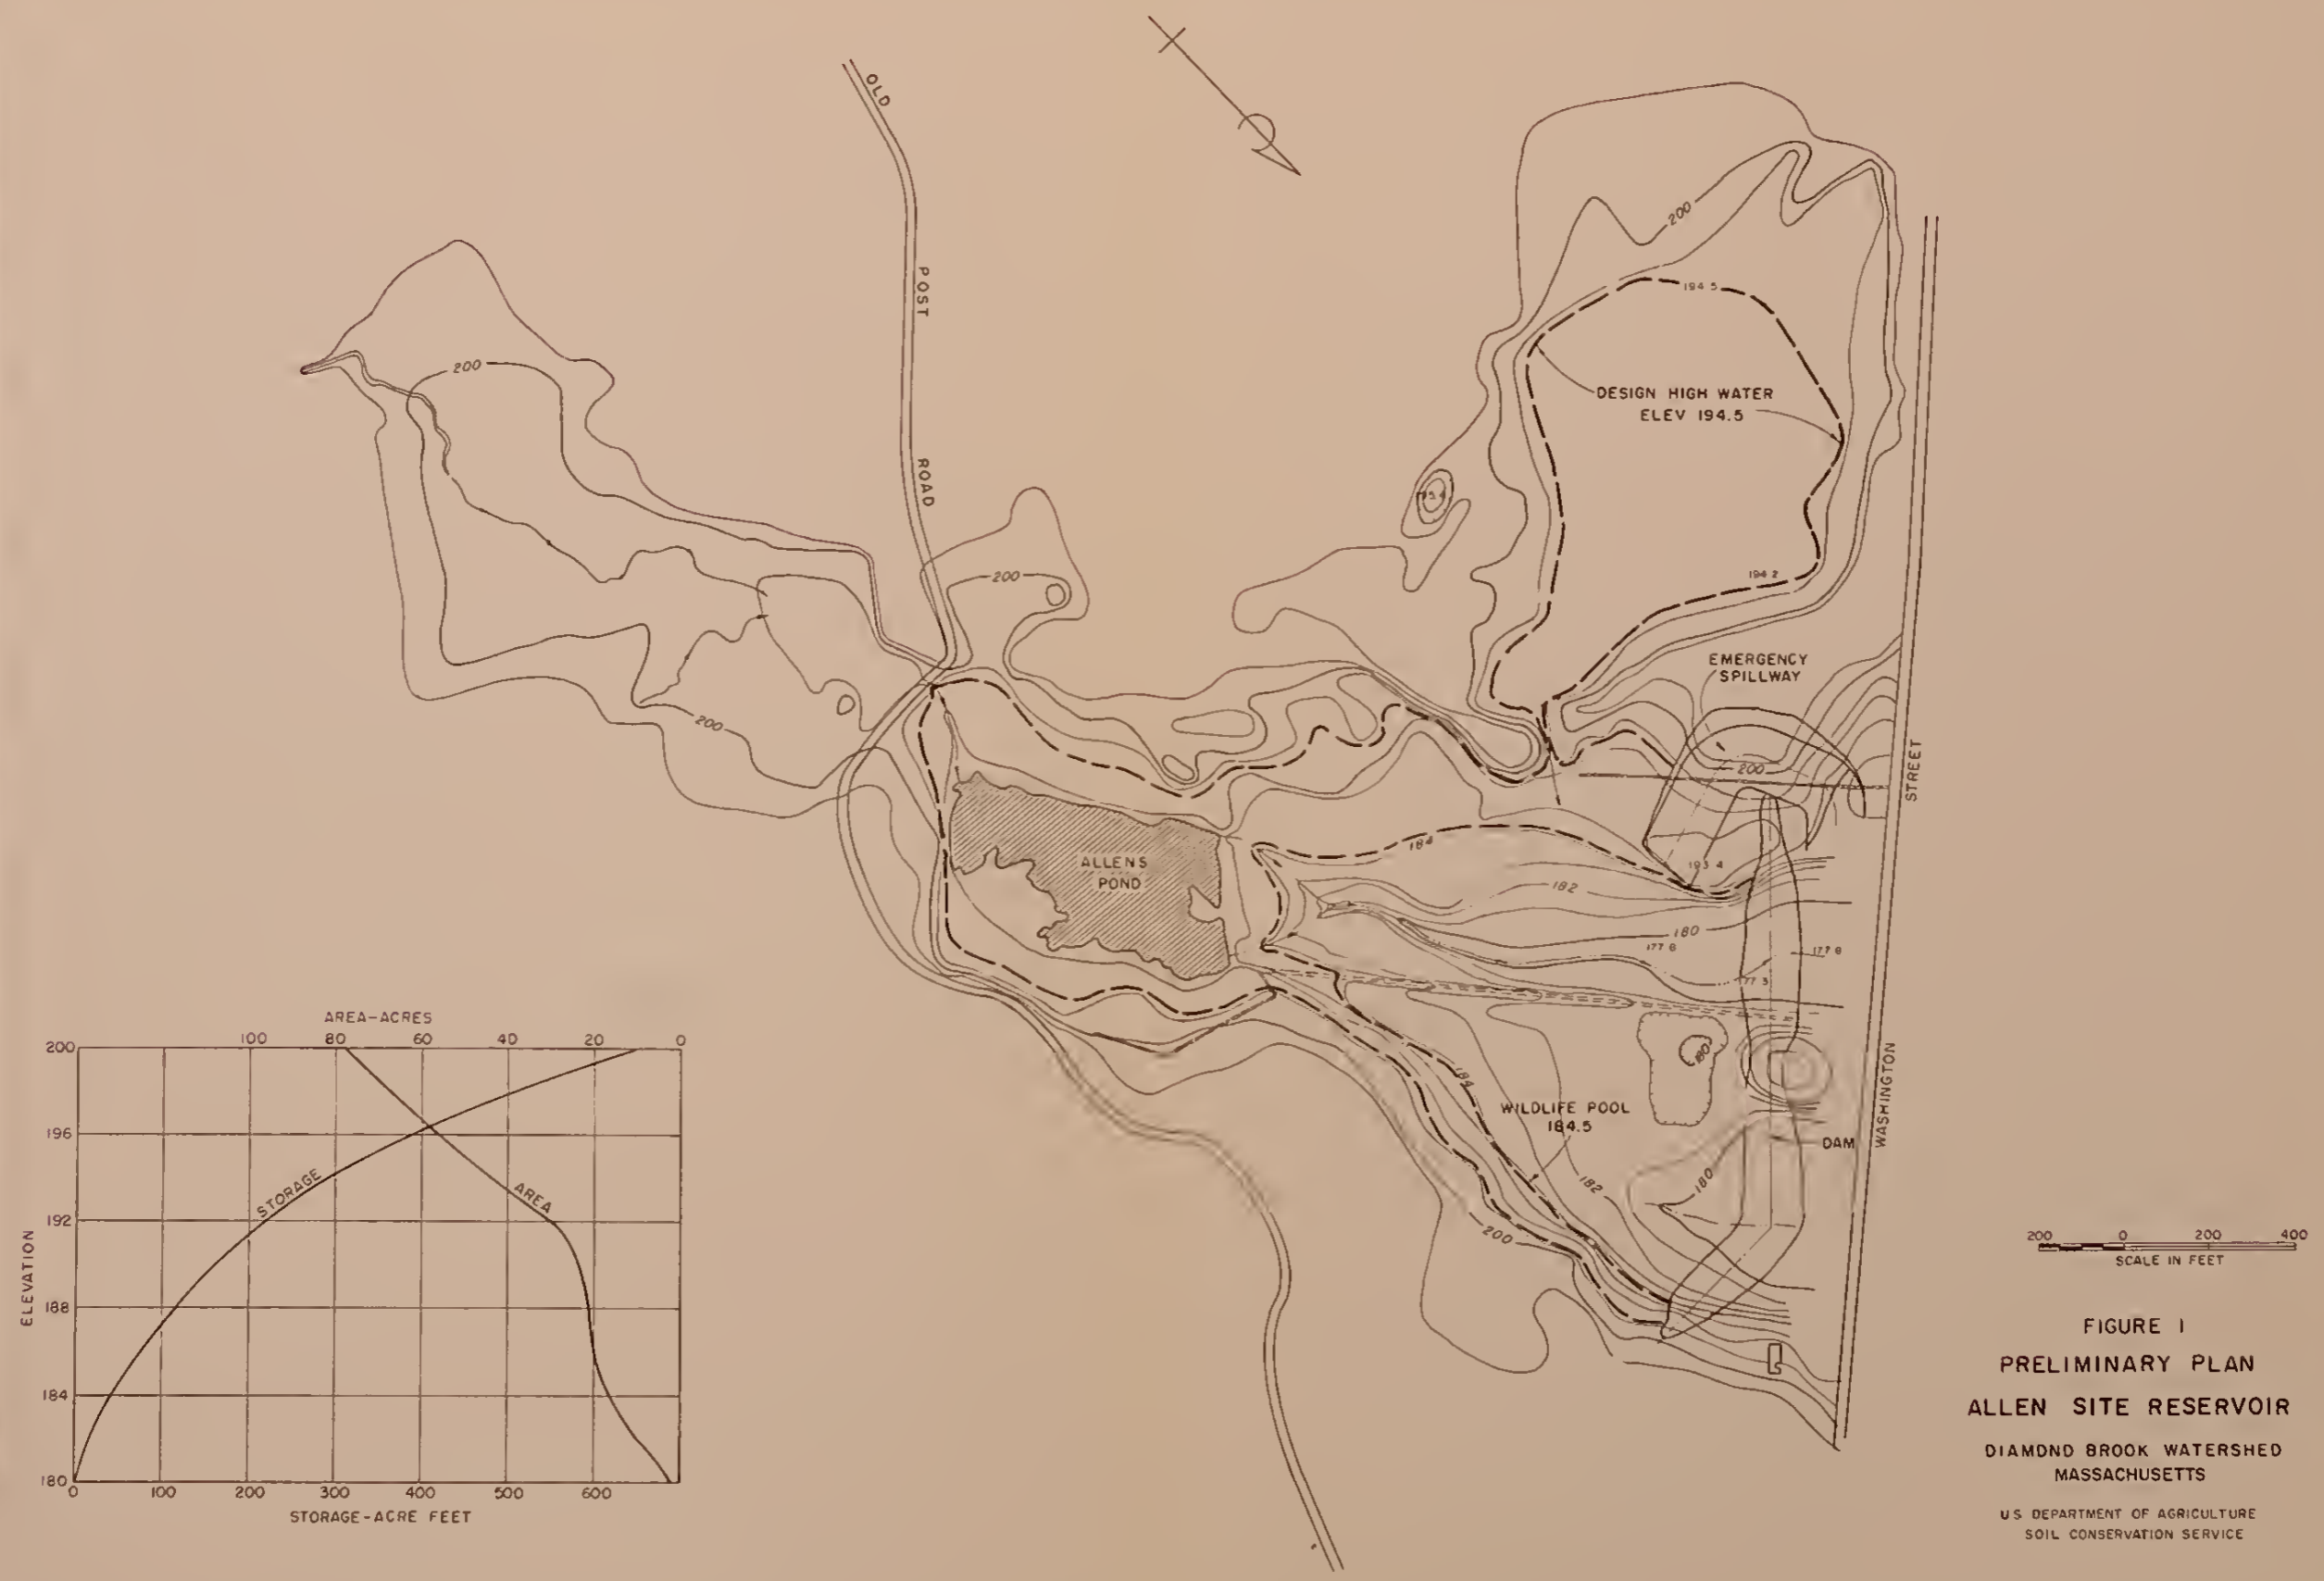 OLD
POST
ROAD
200
200
200
200
194.5
DESIGN HIGH WATER
ELEV 194.5
194.2
EMERGENCY
SPILLWAY
200
STREET
WASHINGTON
ALLENS
POND
184
193.4
182
180
177.8
177.8
177.3
180
184
WILDLIFE POOL
184.5
182
180
DAM
200
AREA-ACRES
100
80
60
40
20
0
200
196
192
188
184
180
ELEVATION
STORAGE
AREA
0
100
200
300
400
500
600
STORAGE-ACRE FEET
200
0
200
400
SCALE IN FEET
FIGURE 1
PRELIMINARY PLAN
ALLEN SITE RESERVOIR
DIAMOND BROOK WATERSHED
MASSACHUSETTS
U S DEPARTMENT OF AGRICULTURE
SOIL CONSERVATION SERVICE